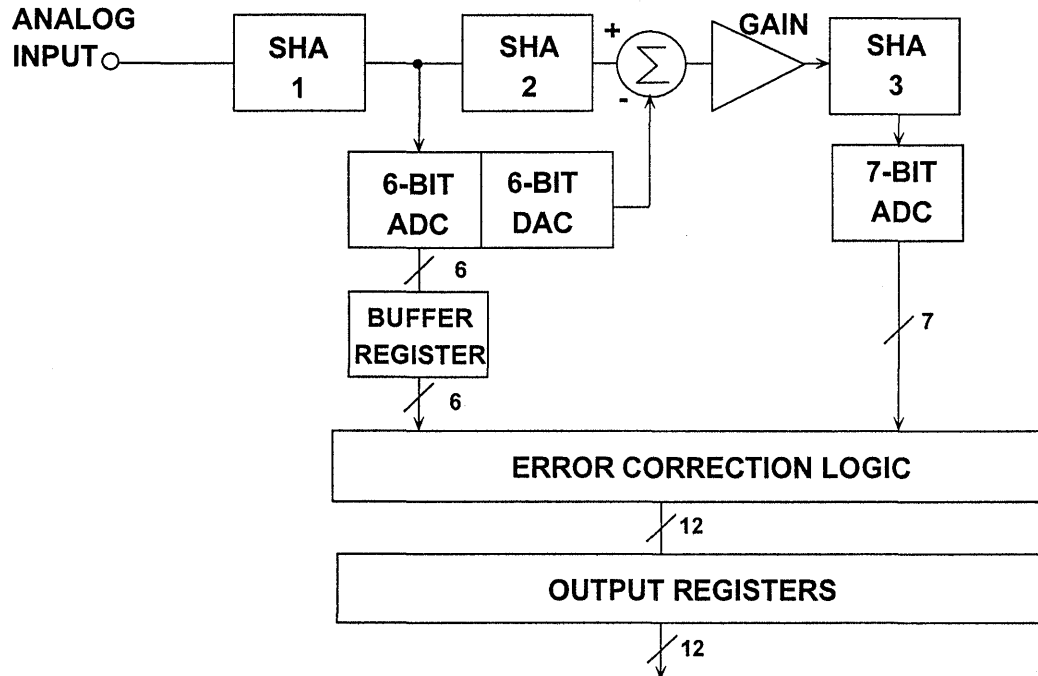 ANALOG
INPUT
SHA
1
SHA
2
+
Σ
-
GAIN
SHA
3
6-BIT
ADC
6-BIT
DAC
7-BIT
ADC
6
BUFFER
REGISTER
6
7
ERROR CORRECTION LOGIC
12
OUTPUT REGISTERS
12